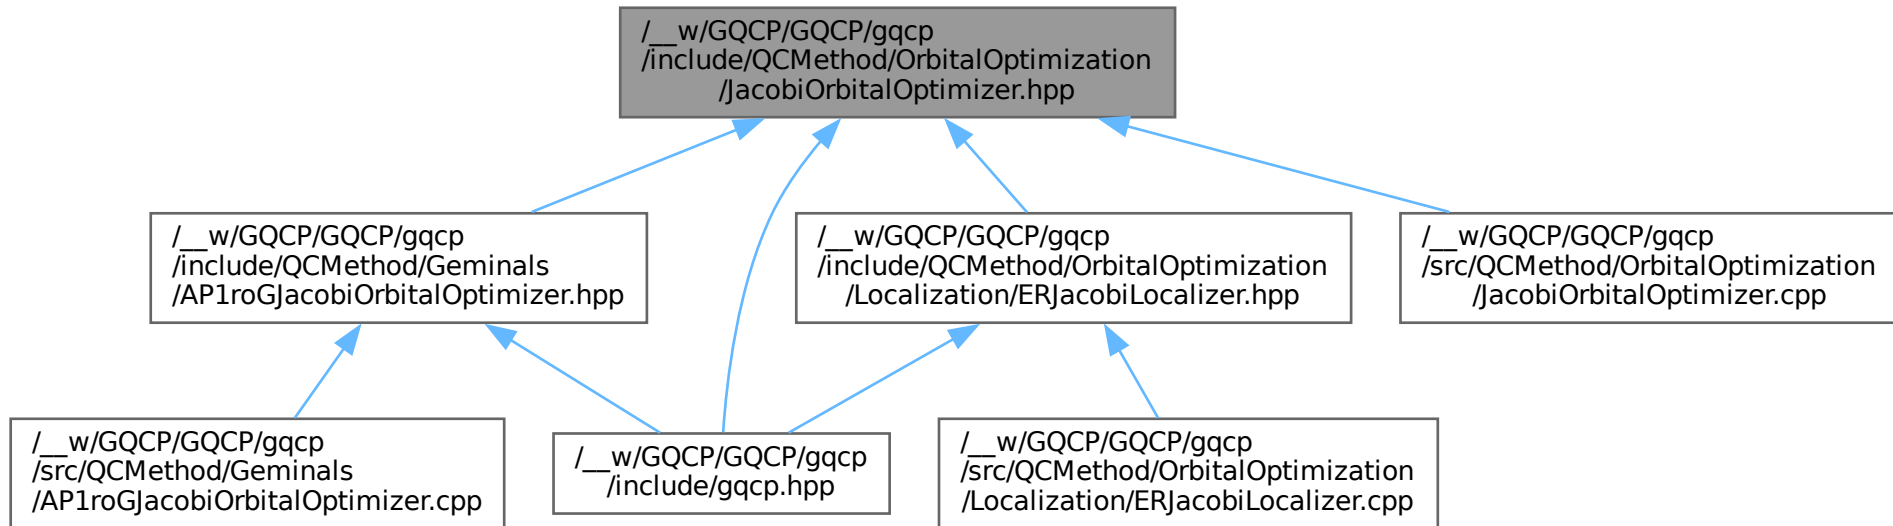 /__w/GQCP/GQCP/gqcp
/include/QCMethod/OrbitalOptimization
/JacobiOrbitalOptimizer.hpp
/__w/GQCP/GQCP/gqcp
/include/QCMethod/Geminals
/AP1roGJacobiOrbitalOptimizer.hpp
/__w/GQCP/GQCP/gqcp
/include/QCMethod/OrbitalOptimization
/Localization/ERJacobiLocalizer.hpp
/__w/GQCP/GQCP/gqcp
/src/QCMethod/OrbitalOptimization
/JacobiOrbitalOptimizer.cpp
/__w/GQCP/GQCP/gqcp
/src/QCMethod/Geminals
/AP1roGJacobiOrbitalOptimizer.cpp
/__w/GQCP/GQCP/gqcp
/include/gqcp.hpp
/__w/GQCP/GQCP/gqcp
/src/QCMethod/OrbitalOptimization
/Localization/ERJacobiLocalizer.cpp